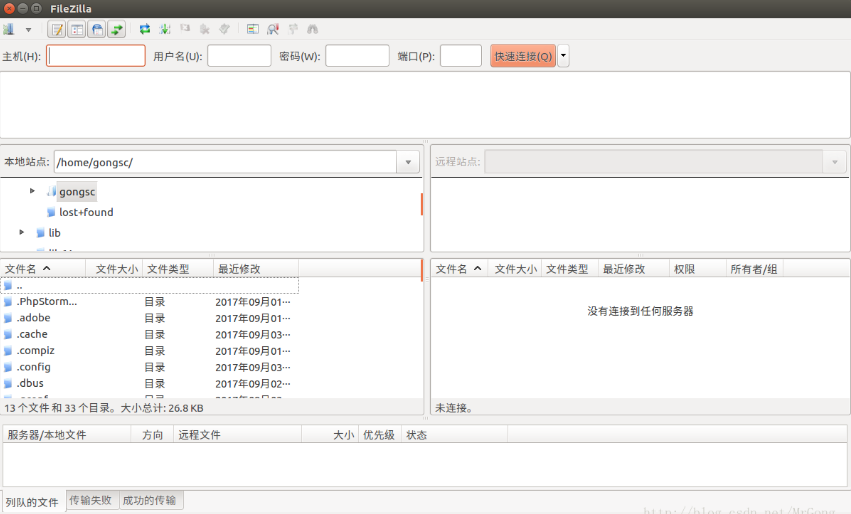 FileZilla
主机(H): 用户名(U): 密码(W): 端口(P): 快速连接(Q)
本地站点: /home/gongsc/
远程站点:
gongsc
lost+found
lib
文件名 文件大小 文件类型 最近修改
文件名 文件大小 文件类型 最近修改 权限 所有者/组
..
.PhpStorm... 目录 2017年09月01...
.adobe 目录 2017年09月01...
.cache 目录 2017年09月03...
.compiz 目录 2017年09月01...
.config 目录 2017年09月03...
.dbus 目录 2017年09月02...
没有连接到任何服务器
13 个文件 和 33 个目录。大小总计: 26.8 KB
未连接。
服务器/本地文件 方向 远程文件 大小 优先级 状态
列队的文件 传输失败 成功的传输
http://blog.csdn.net/MrGong_